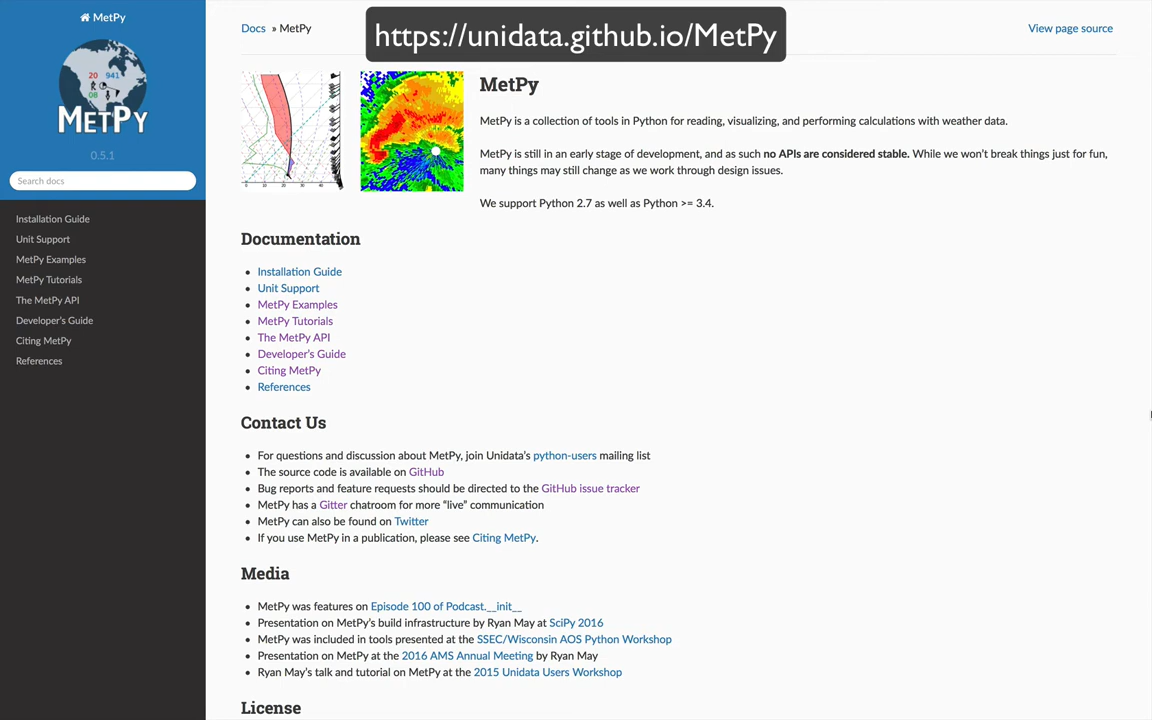 MetPy
20 941
08
METPY
0.5.1
Search docs
Installation Guide
Unit Support
MetPy Examples
MetPy Tutorials
The MetPy API
Developer's Guide
Citing MetPy
References
Docs » MetPy
https://unidata.github.io/MetPy
View page source
MetPy
MetPy is a collection of tools in Python for reading, visualizing, and performing calculations with weather data.
MetPy is still in an early stage of development, and as such no APIs are considered stable. While we won't break things just for fun,
many things may still change as we work through design issues.
We support Python 2.7 as well as Python >= 3.4.
Documentation
Installation Guide
Unit Support
MetPy Examples
MetPy Tutorials
The MetPy API
Developer's Guide
Citing MetPy
References
Contact Us
For questions and discussion about MetPy, join Unidata's python-users mailing list
The source code is available on GitHub
Bug reports and feature requests should be directed to the GitHub issue tracker
MetPy has a Gitter chatroom for more "live" communication
MetPy can also be found on Twitter
If you use MetPy in a publication, please see Citing MetPy.
Media
MetPy was features on Episode 100 of Podcast.__init__
Presentation on MetPy's build infrastructure by Ryan May at SciPy 2016
MetPy was included in tools presented at the SSEC/Wisconsin AOS Python Workshop
Presentation on MetPy at the 2016 AMS Annual Meeting by Ryan May
Ryan May's talk and tutorial on MetPy at the 2015 Unidata Users Workshop
License